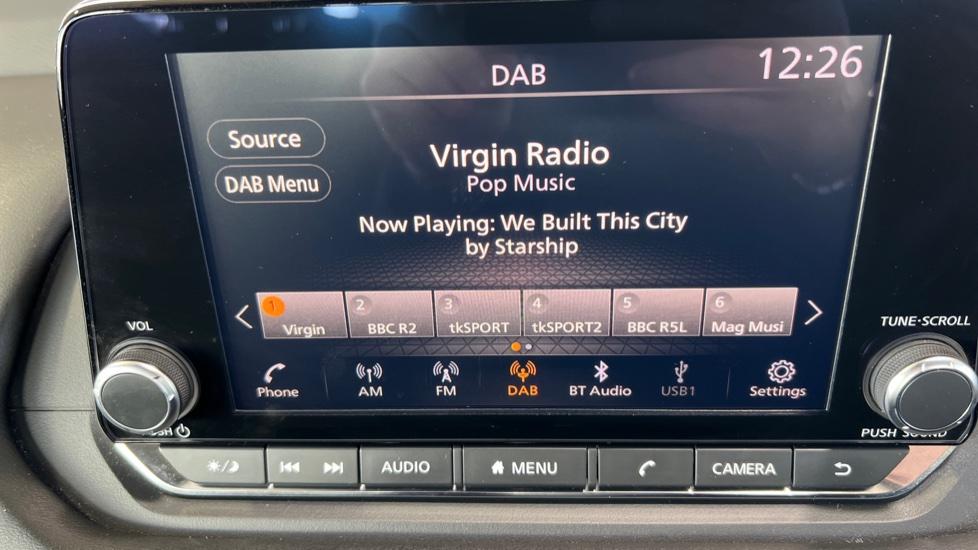 DAB
12:26
Source
DAB Menu
Virgin Radio
Pop Music
Now Playing: We Built This City
by Starship
1 Virgin
2 BBC R2
3 tkSPORT
4 tkSPORT2
5 BBC R5L
6 Mag Musi
VOL
TUNE·SCROLL
Phone
AM
FM
DAB
BT Audio
USB1
Settings
PUSH SOUND
AUDIO
MENU
CAMERA